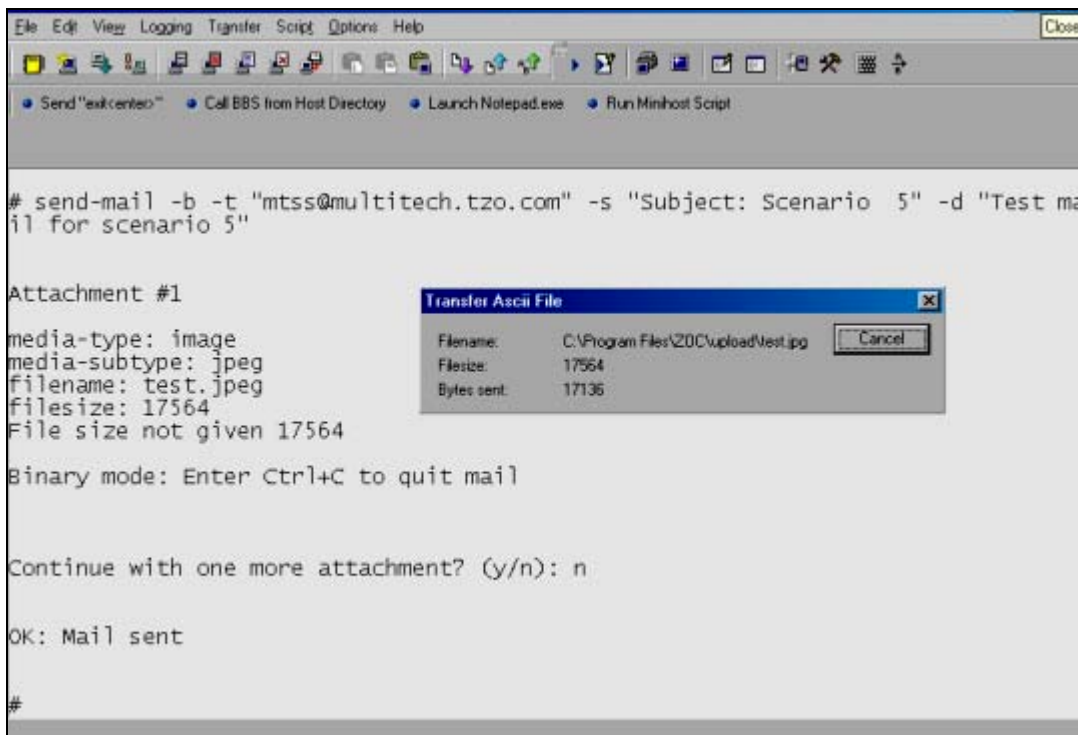 File Edit View Logging Transfer Script Options Help
Close
Send "exit<enter>" Call BBS from Host Directory Launch Notepad.exe Run Minihost Script
# send-mail -b -t "mtss@multitech.tzo.com" -s "Subject: Scenario  5" -d "Test ma
il for scenario 5"
Attachment #1
media-type: image
media-subtype: jpeg
filename: test.jpeg
filesize: 17564
File size not given 17564
Binary mode: Enter Ctrl+C to quit mail
Continue with one more attachment? (y/n): n
OK: Mail sent
#
Transfer Ascii File
Filename: C:\Program Files\ZOC\upload\test.jpg Cancel
Filesize: 17564
Bytes sent: 17136